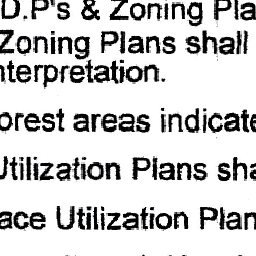 D.P's & Zoning Pla
Zoning Plans shall
nterpretation.
orest areas indicate
Utilization Plans sha
ace Utilization Plan